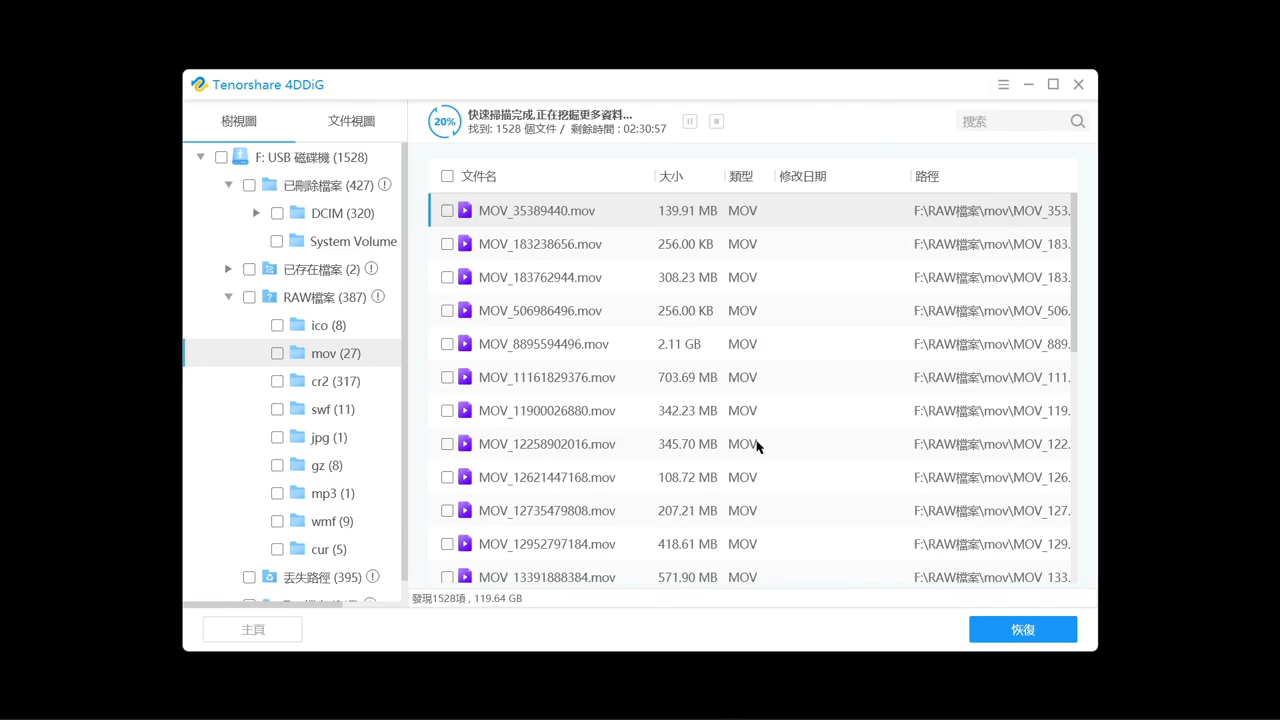 Tenorshare 4DDiG
樹視圖 文件視圖
20%
快速掃描完成,正在挖掘更多資料...
找到: 1528 個文件 / 剩餘時間 : 02:30:57
搜索
F: USB 磁碟機 (1528)
已刪除檔案 (427)
DCIM (320)
System Volume
已存在檔案 (2)
RAW檔案 (387)
ico (8)
mov (27)
cr2 (317)
swf (11)
jpg (1)
gz (8)
mp3 (1)
wmf (9)
cur (5)
丟失路徑 (395)
文件名 大小 類型 修改日期 路徑
MOV_35389440.mov 139.91 MB MOV F:\RAW檔案\mov\MOV_353.
MOV_183238656.mov 256.00 KB MOV F:\RAW檔案\mov\MOV_183.
MOV_183762944.mov 308.23 MB MOV F:\RAW檔案\mov\MOV_183.
MOV_506986496.mov 256.00 KB MOV F:\RAW檔案\mov\MOV_506.
MOV_8895594496.mov 2.11 GB MOV F:\RAW檔案\mov\MOV_889.
MOV_11161829376.mov 703.69 MB MOV F:\RAW檔案\mov\MOV_111.
MOV_11900026880.mov 342.23 MB MOV F:\RAW檔案\mov\MOV_119.
MOV_12258902016.mov 345.70 MB MOV F:\RAW檔案\mov\MOV_122.
MOV_12621447168.mov 108.72 MB MOV F:\RAW檔案\mov\MOV_126.
MOV_12735479808.mov 207.21 MB MOV F:\RAW檔案\mov\MOV_127.
MOV_12952797184.mov 418.61 MB MOV F:\RAW檔案\mov\MOV_129.
MOV_13391888384.mov 571.90 MB MOV F:\RAW檔案\mov\MOV_133.
發現1528項 , 119.64 GB
主頁 恢復